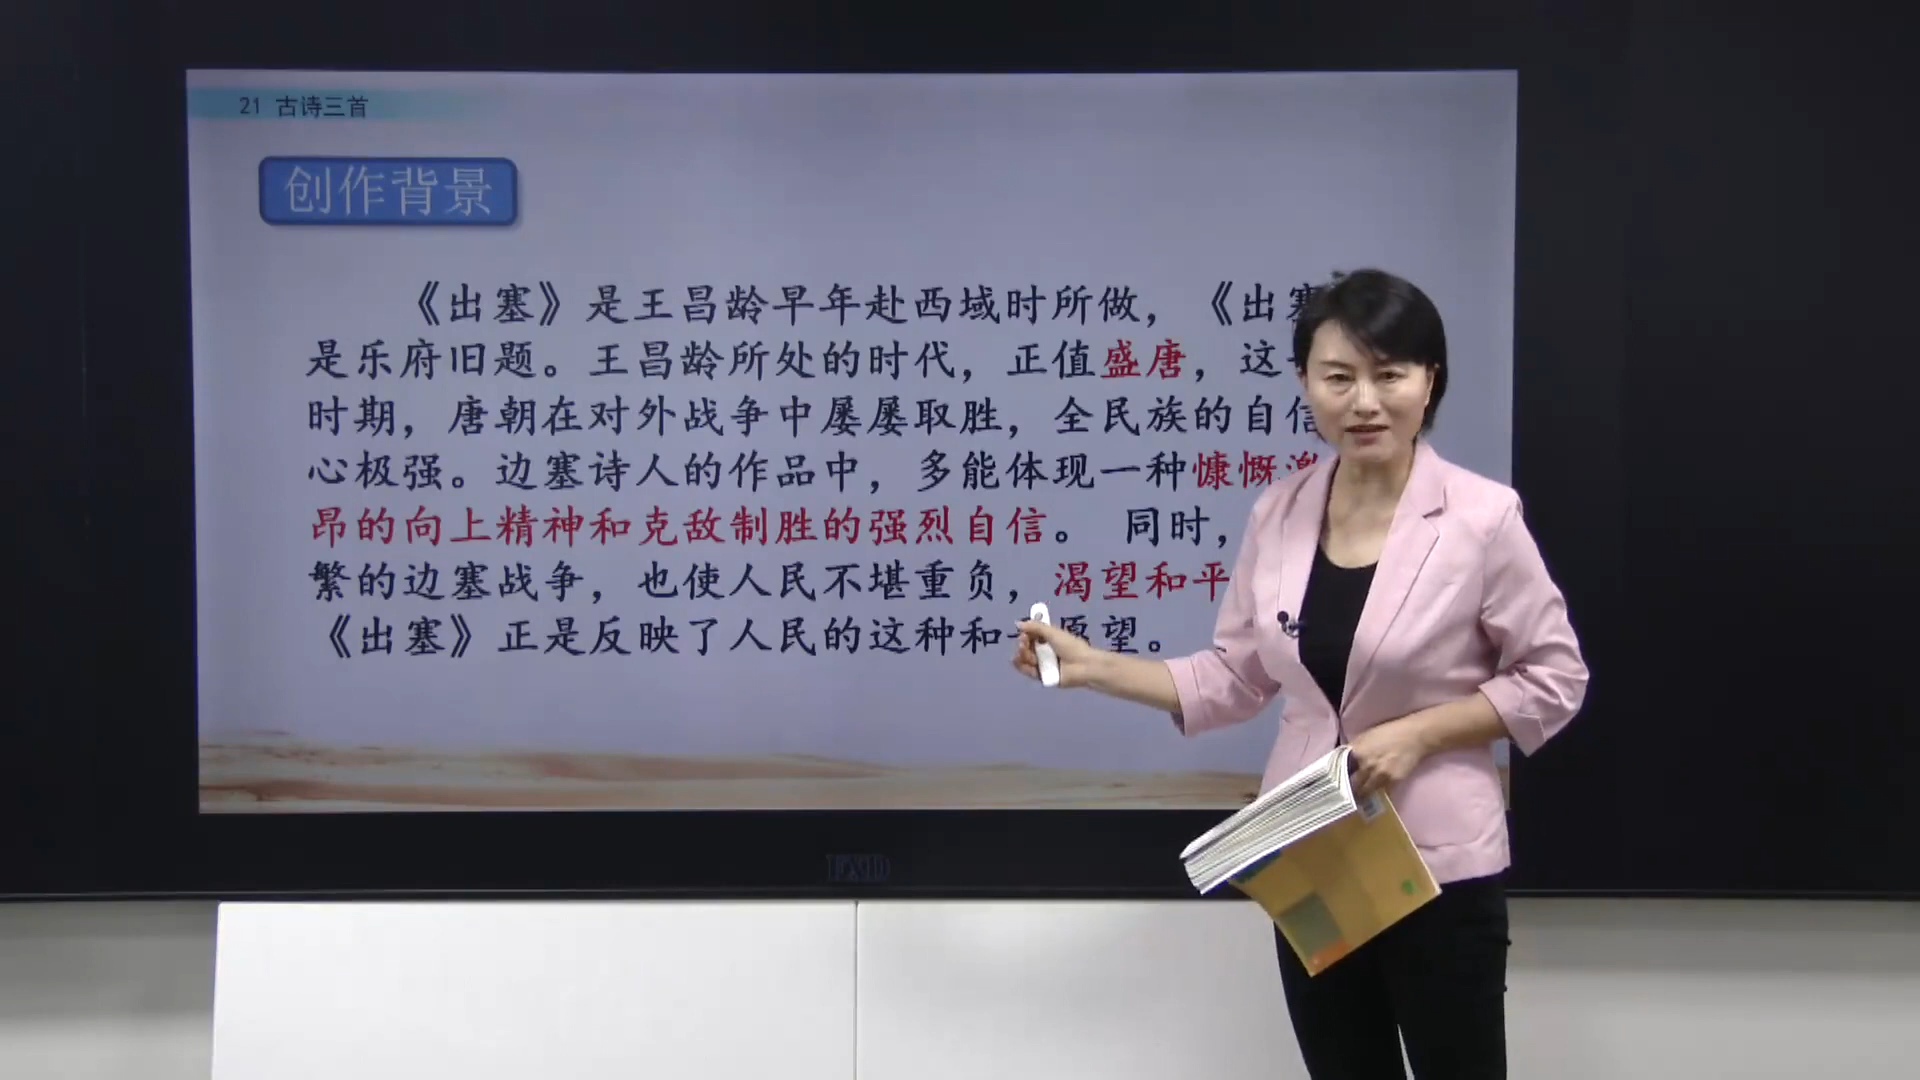 21 古诗三首
创作背景
《出塞》是王昌龄早年赴西域时所做，《出塞
是乐府旧题。王昌龄所处的时代，正值盛唐，这
时期，唐朝在对外战争中屡屡取胜，全民族的自信
心极强。边塞诗人的作品中，多能体现一种慷慨激
昂的向上精神和克敌制胜的强烈自信。 同时，
繁的边塞战争，也使人民不堪重负，渴望和平
《出塞》正是反映了人民的这种和 愿望。